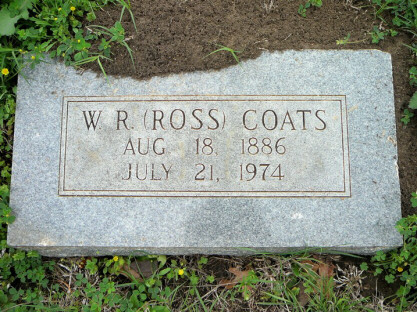 W. R. (ROSS) COATS
AUG. 18, 1886
JULY 21, 1974